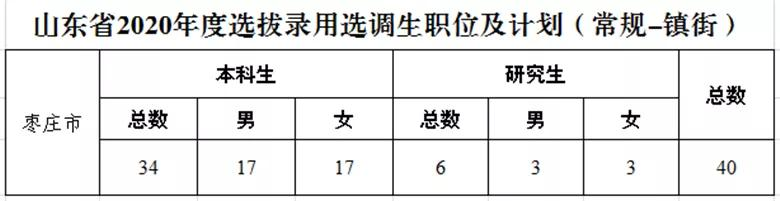 山东省2020年度选拔录用选调生职位及计划（常规-镇街）
枣庄市 本科生 研究生 总数
总数 男 女 总数 男 女
34 17 17 6 3 3 40